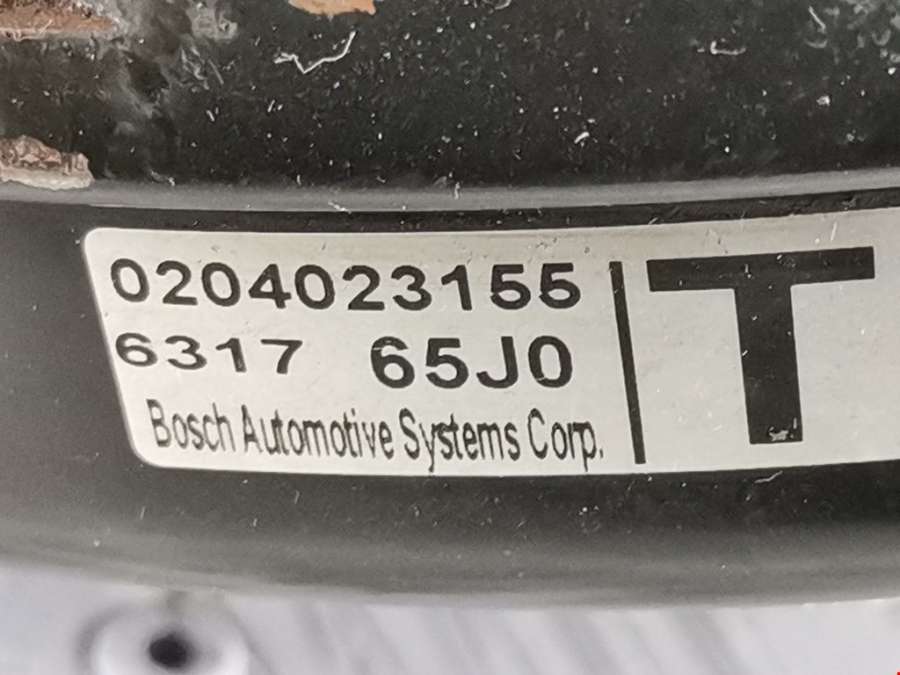 0204023155
6317 65J0
Bosch Automotive Systems Corp.
T